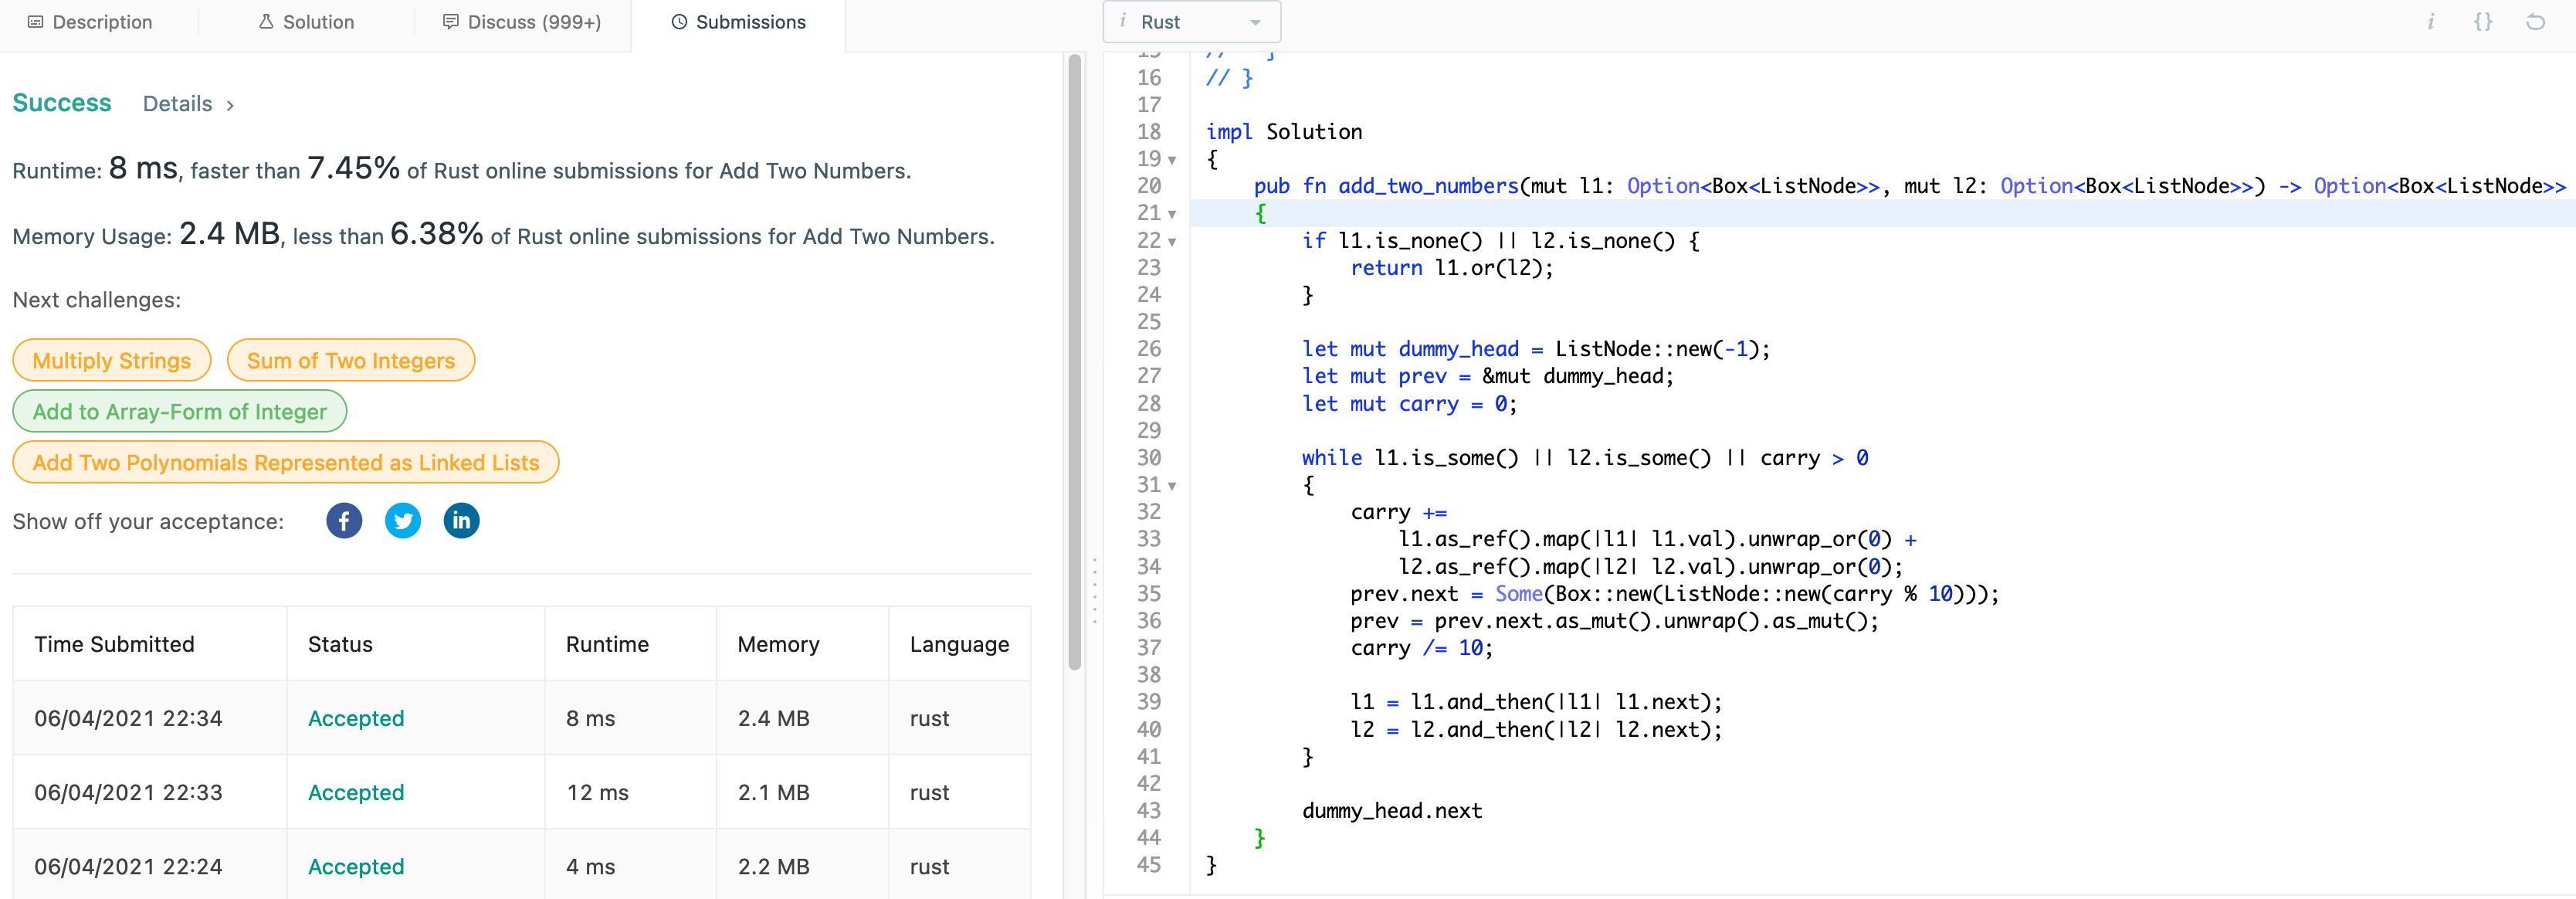 Description
Solution
Discuss (999+)
Submissions
i Rust
i {}
Success Details >
Runtime: 8 ms, faster than 7.45% of Rust online submissions for Add Two Numbers.
Memory Usage: 2.4 MB, less than 6.38% of Rust online submissions for Add Two Numbers.
Next challenges:
Multiply Strings
Sum of Two Integers
Add to Array-Form of Integer
Add Two Polynomials Represented as Linked Lists
Show off your acceptance: f in
Time Submitted Status Runtime Memory Language
06/04/2021 22:34 Accepted 8 ms 2.4 MB rust
06/04/2021 22:33 Accepted 12 ms 2.1 MB rust
06/04/2021 22:24 Accepted 4 ms 2.2 MB rust
15 // }
16 // }
17
18 impl Solution
19 {
20     pub fn add_two_numbers(mut l1: Option<Box<ListNode>>, mut l2: Option<Box<ListNode>>) -> Option<Box<ListNode>>
21     {
22         if l1.is_none() || l2.is_none() {
23             return l1.or(l2);
24         }
25
26         let mut dummy_head = ListNode::new(-1);
27         let mut prev = &mut dummy_head;
28         let mut carry = 0;
29
30         while l1.is_some() || l2.is_some() || carry > 0
31         {
32             carry +=
33                 l1.as_ref().map(|l1| l1.val).unwrap_or(0) +
34                 l2.as_ref().map(|l2| l2.val).unwrap_or(0);
35             prev.next = Some(Box::new(ListNode::new(carry % 10)));
36             prev = prev.next.as_mut().unwrap().as_mut();
37             carry /= 10;
38
39             l1 = l1.and_then(|l1| l1.next);
40             l2 = l2.and_then(|l2| l2.next);
41         }
42
43         dummy_head.next
44     }
45 }